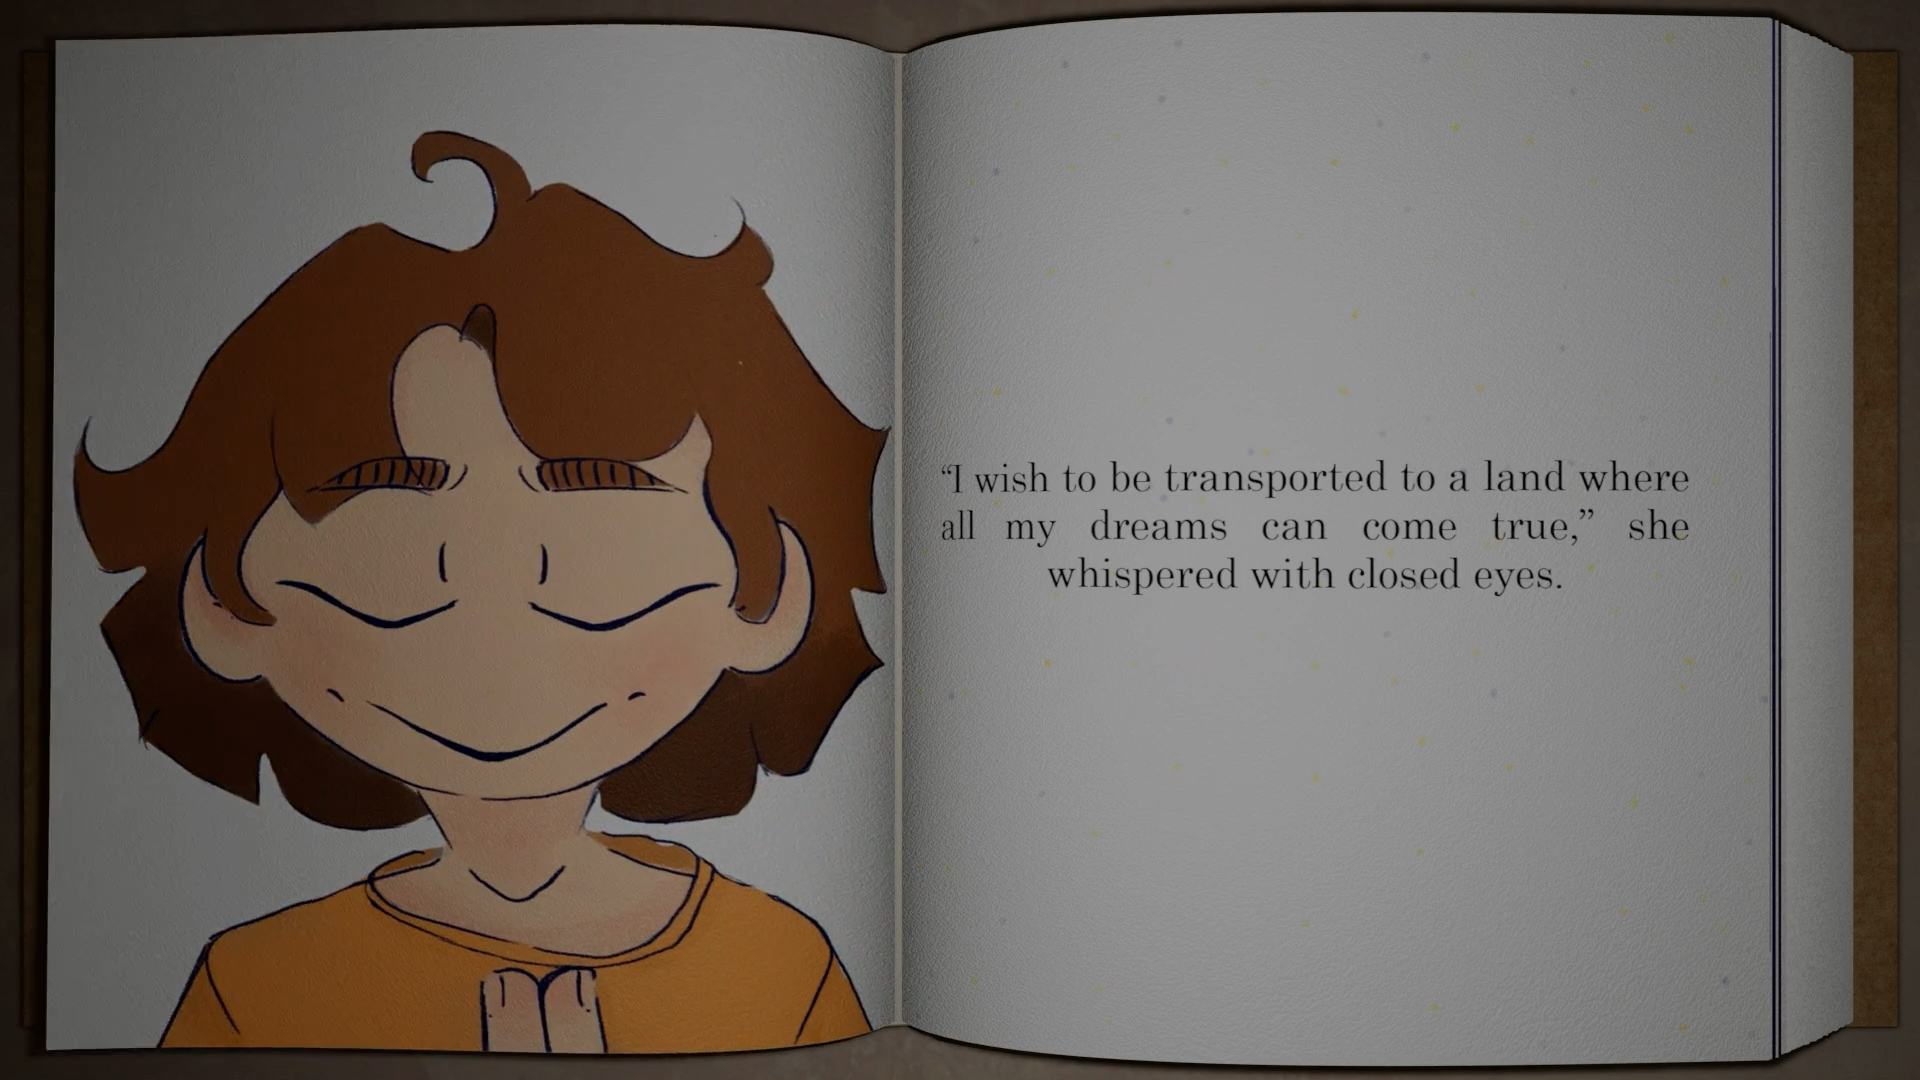 “I wish to be transported to a land where
all my dreams can come true,” she
whispered with closed eyes.